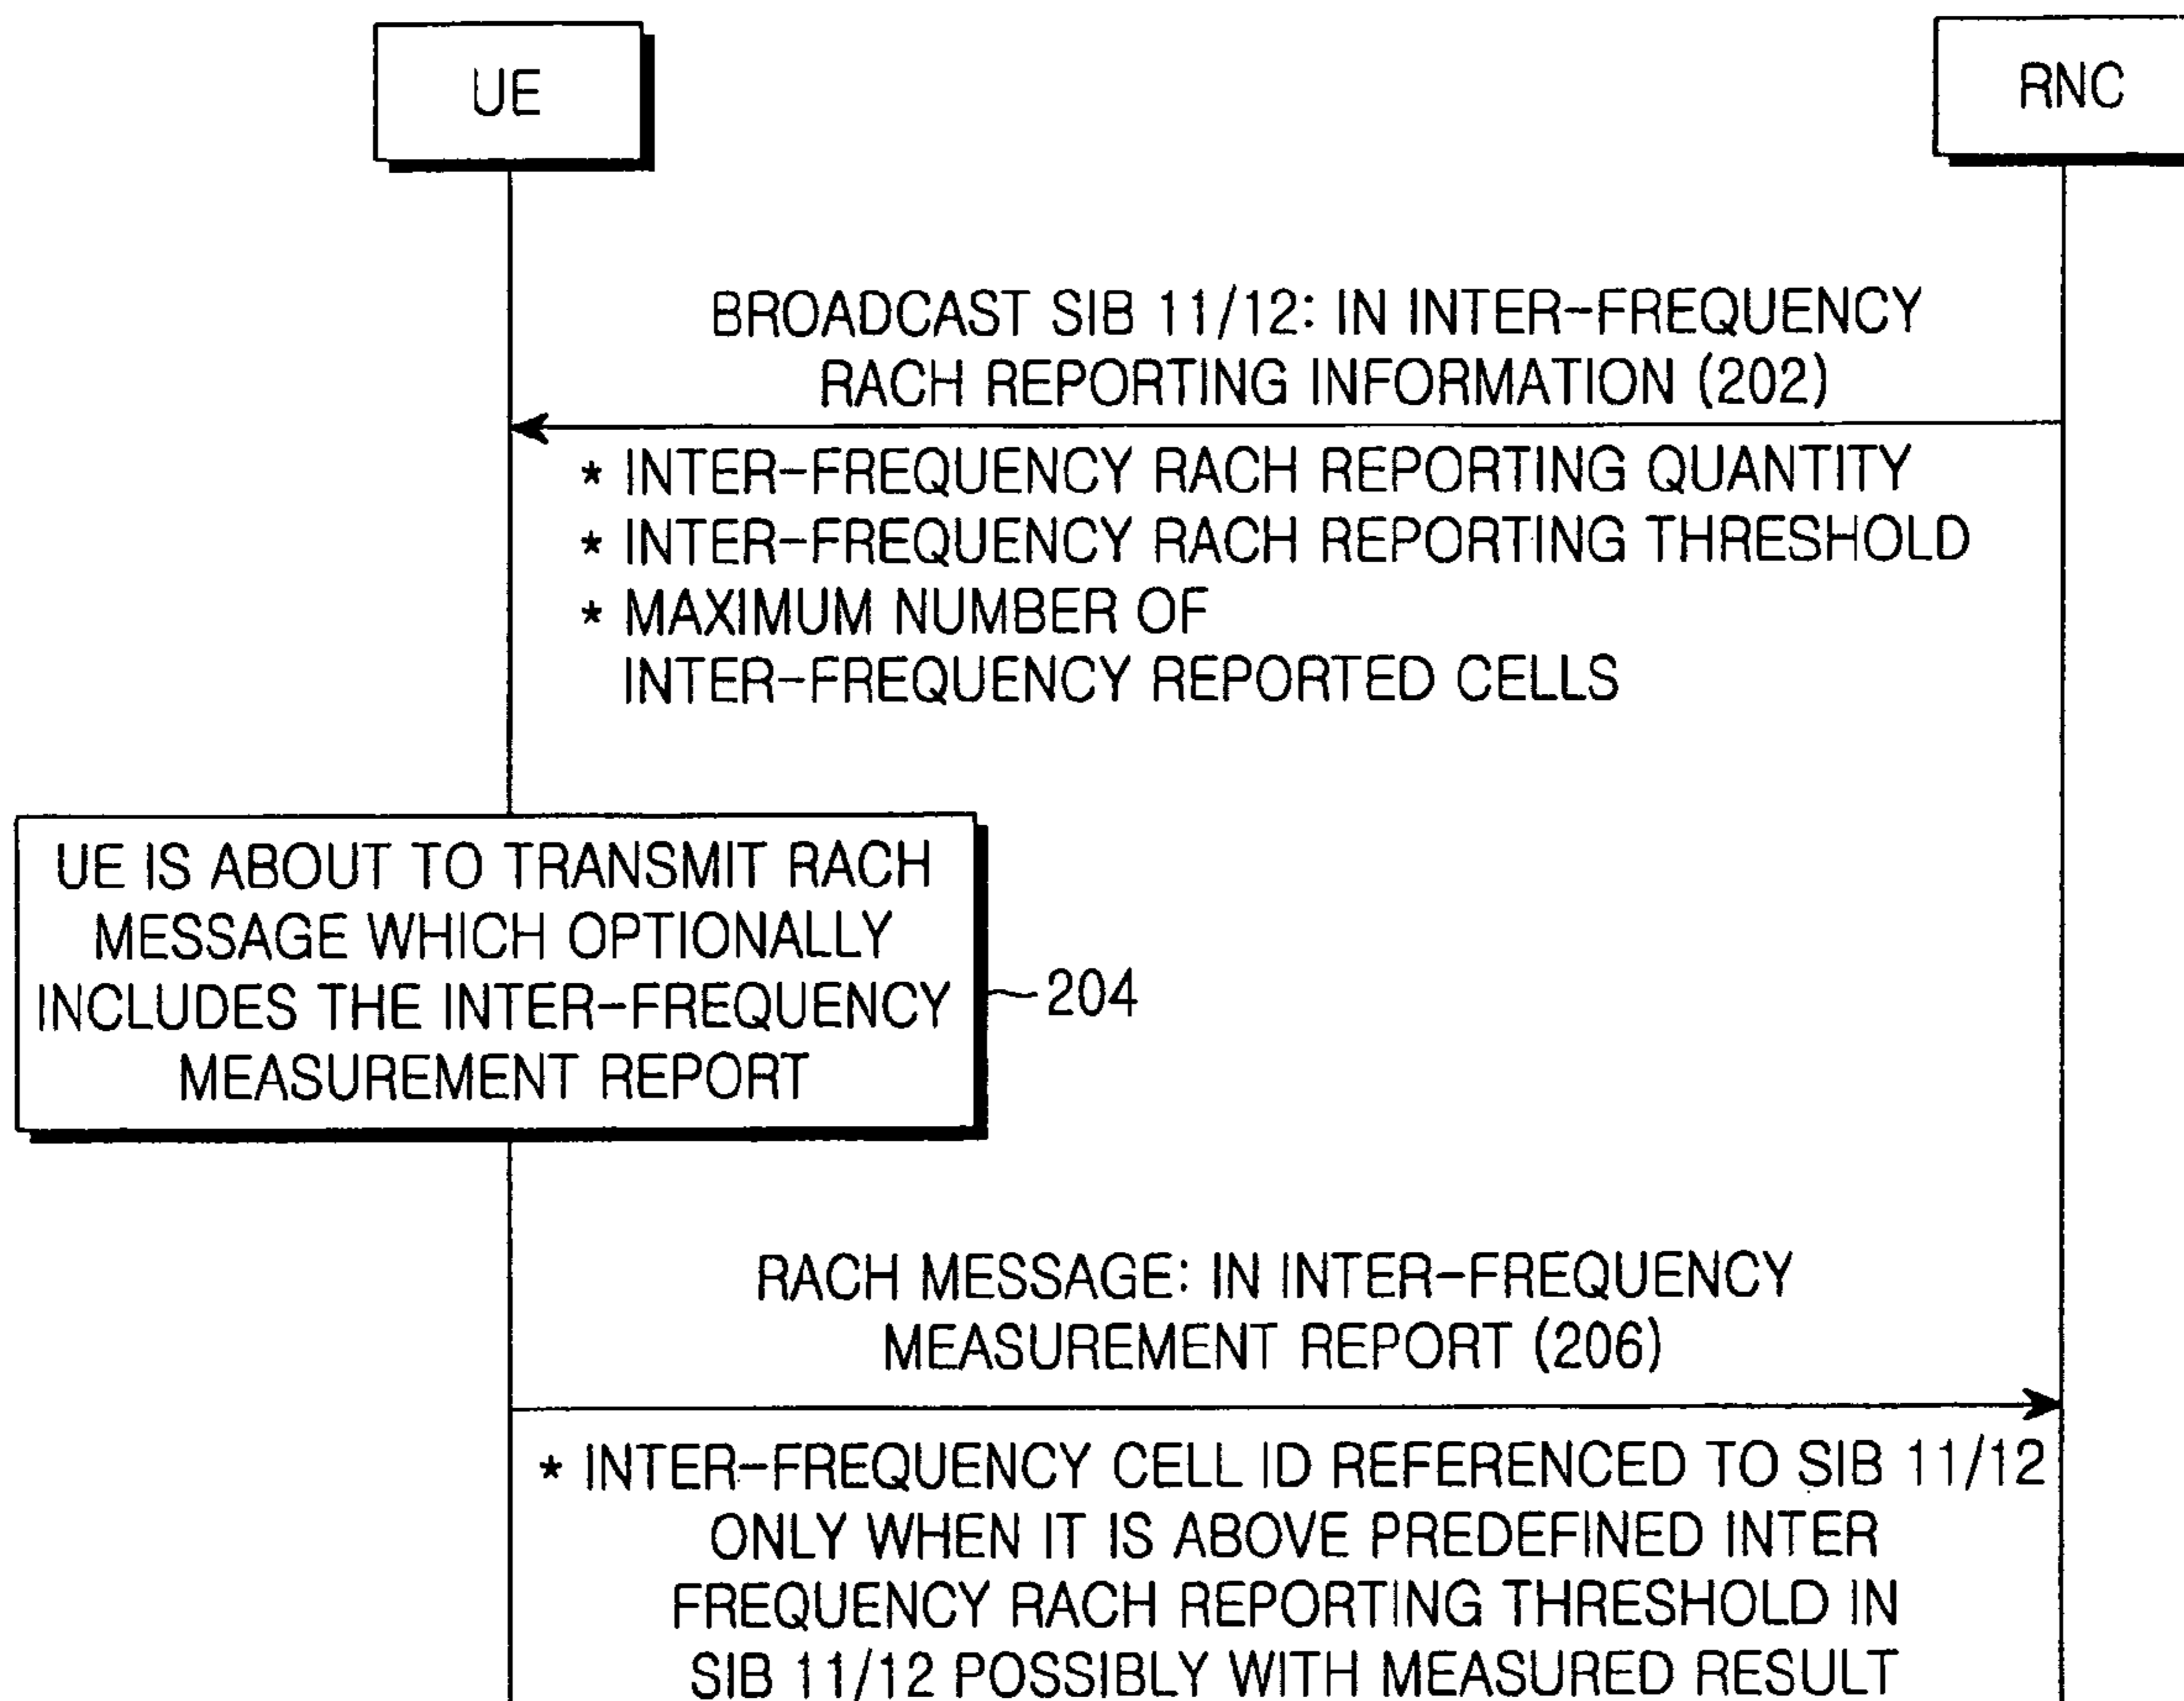 UE
RNC
BROADCAST SIB 11/12: IN INTER-FREQUENCY
RACH REPORTING INFORMATION (202)
* INTER-FREQUENCY RACH REPORTING QUANTITY
* INTER-FREQUENCY RACH REPORTING THRESHOLD
* MAXIMUM NUMBER OF
INTER-FREQUENCY REPORTED CELLS
UE IS ABOUT TO TRANSMIT RACH
MESSAGE WHICH OPTIONALLY
INCLUDES THE INTER-FREQUENCY
MEASUREMENT REPORT
204
RACH MESSAGE: IN INTER-FREQUENCY
MEASUREMENT REPORT (206)
* INTER-FREQUENCY CELL ID REFERENCED TO SIB 11/12
ONLY WHEN IT IS ABOVE PREDEFINED INTER
FREQUENCY RACH REPORTING THRESHOLD IN
SIB 11/12 POSSIBLY WITH MEASURED RESULT